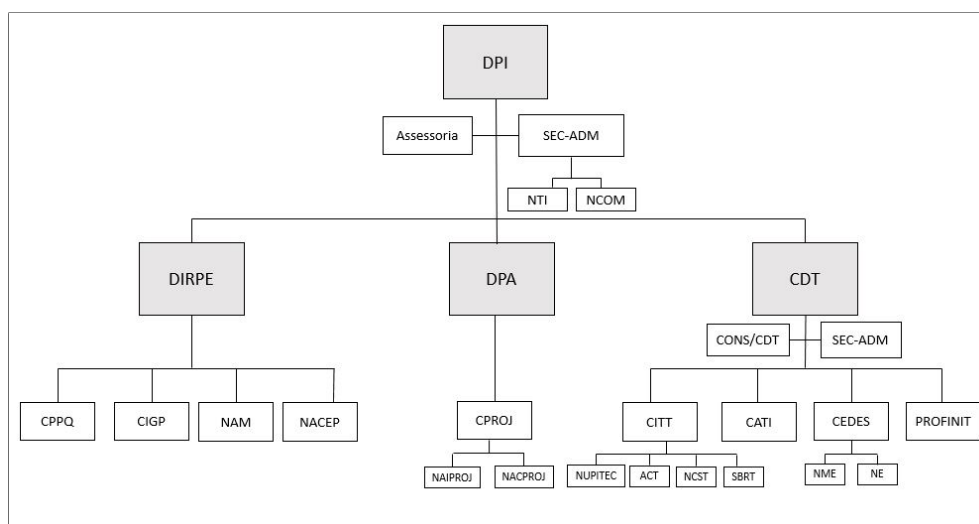 DPI
Assessoria
SEC-ADM
NTI
NCOM
DIRPE
DPA
CDT
CONS/CDT
SEC-ADM
CPPQ
CIGP
NAM
NACEP
CPROJ
CITT
CATI
CEDES
PROFINIT
NAIPROJ
NACPROJ
NUPITEC
ACT
NCST
SBRT
NME
NE